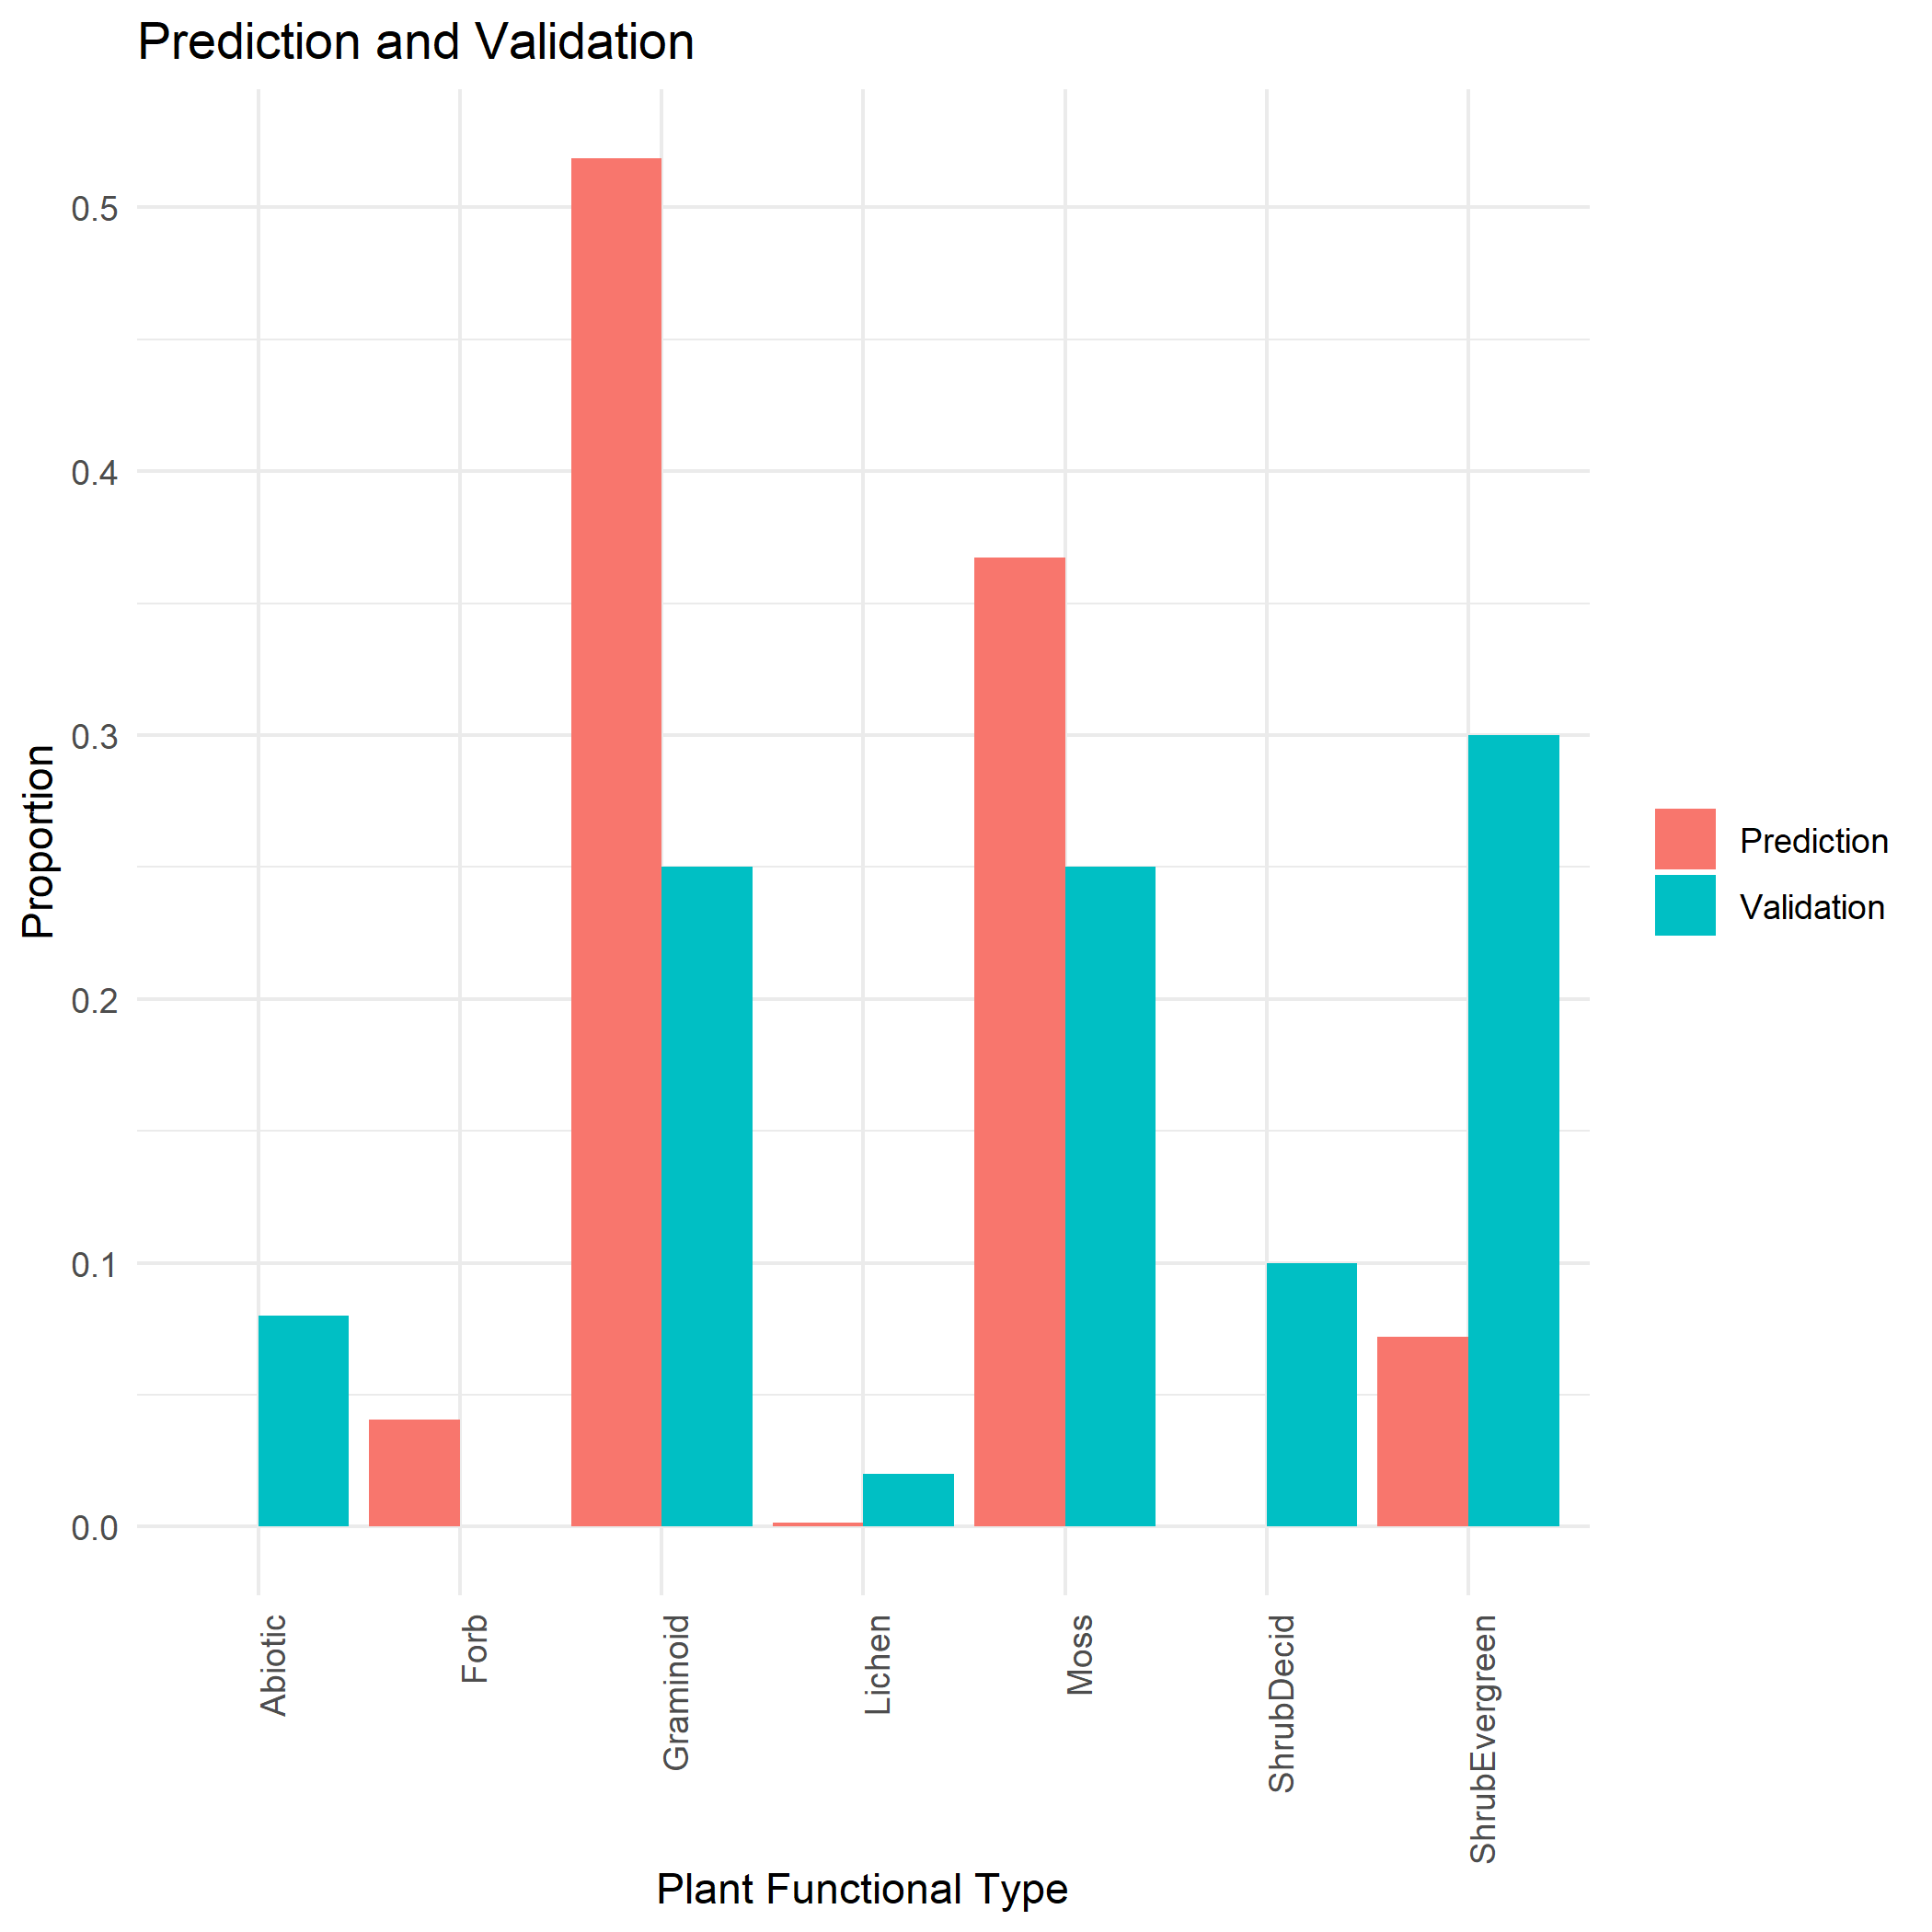 Prediction and Validation
Proportion
0.5
0.4
0.3
0.2
0.1
0.0
Abiotic
Forb
Graminoid
Lichen
Moss
ShrubDecid
ShrubEvergreen
Plant Functional Type
Prediction
Validation